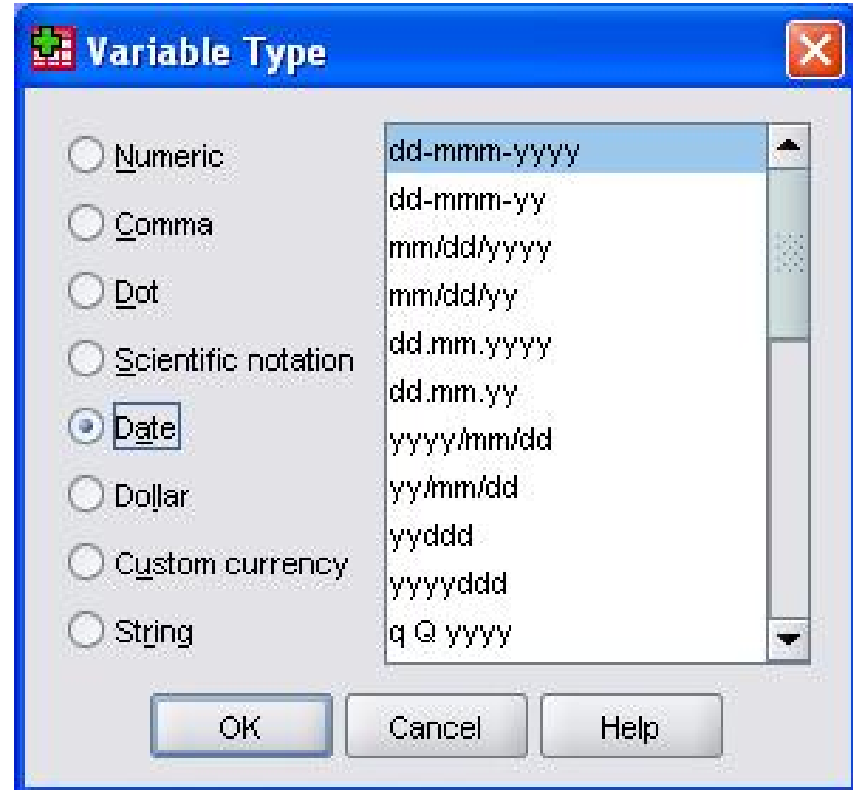 Variable Type
Numeric
Comma
Dot
Scientific notation
Date
Dollar
Custom currency
String
dd-mmm-yyyy
dd-mmm-yy
mm/dd/yyyy
mm/dd/yy
dd.mm.yyyy
dd.mm.yy
yyyy/mm/dd
yy/mm/dd
yyddd
yyyyddd
q Q yyyy
OK Cancel Help